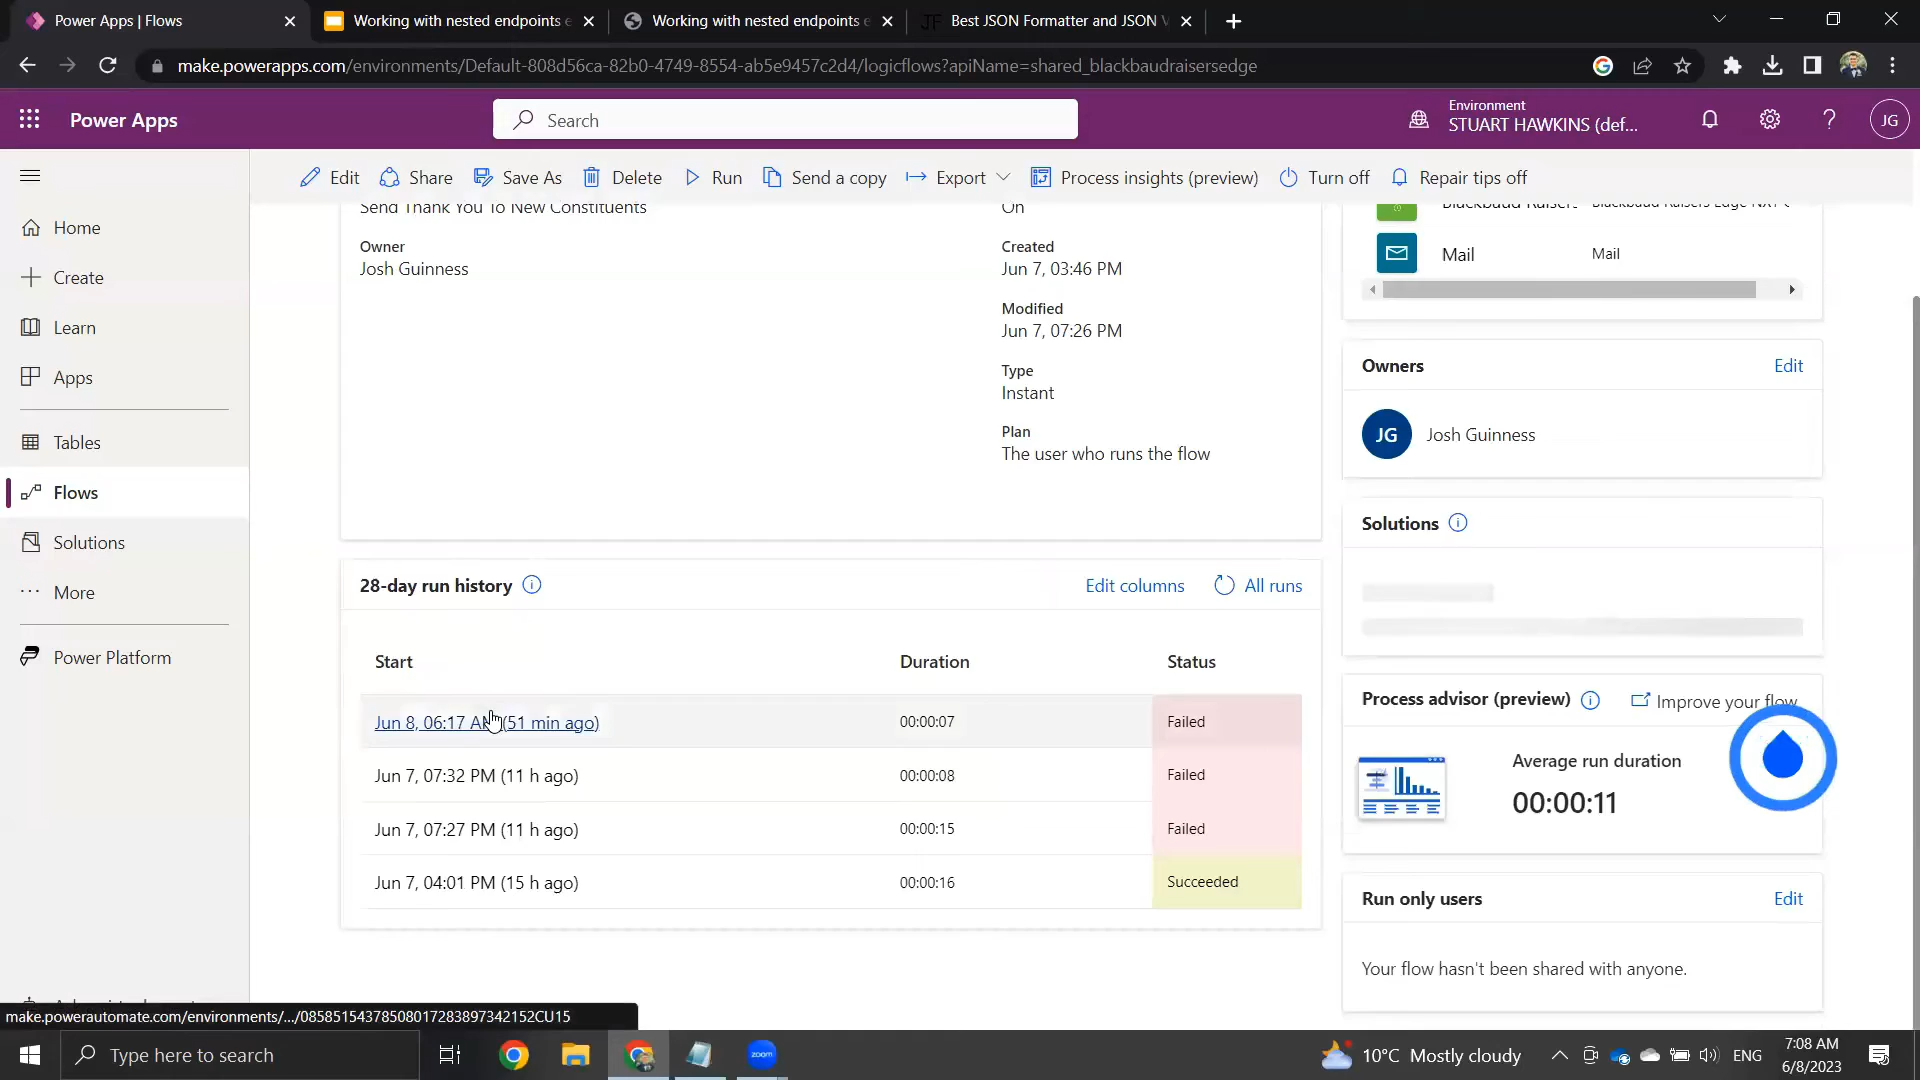 Power Apps | Flows
Working with nested endpoints e
Working with nested endpoints e
JF Best JSON Formatter and JSON V
make.powerapps.com/environments/Default-808d56ca-82b0-4749-8554-ab5e9457c2d4/logicflows?apiName=shared_blackbaudraisersedge
Power Apps
Search
Environment
STUART HAWKINS (def...
JG
Edit Share Save As Delete Run Send a copy Export Process insights (preview) Turn off Repair tips off
Home
Create
Learn
Apps
Tables
Flows
Solutions
More
Power Platform
Send Thank You To New Constituents
Owner
Josh Guinness
On
Created
Jun 7, 03:46 PM
Modified
Jun 7, 07:26 PM
Type
Instant
Plan
The user who runs the flow
Blackbaud Raisers Blackbaud Raisers Edge NXT C
Mail Mail
Owners Edit
JG Josh Guinness
Solutions
Process advisor (preview) Improve your flow
Average run duration
00:00:11
Run only users Edit
Your flow hasn't been shared with anyone.
28-day run history Edit columns All runs
Start Duration Status
Jun 8, 06:17 AM (51 min ago) 00:00:07 Failed
Jun 7, 07:32 PM (11 h ago) 00:00:08 Failed
Jun 7, 07:27 PM (11 h ago) 00:00:15 Failed
Jun 7, 04:01 PM (15 h ago) 00:00:16 Succeeded
make.powerautomate.com/environments/.../08585154378508017283897342152CU15
Type here to search
zoom
10°C Mostly cloudy
ENG
7:08 AM
6/8/2023